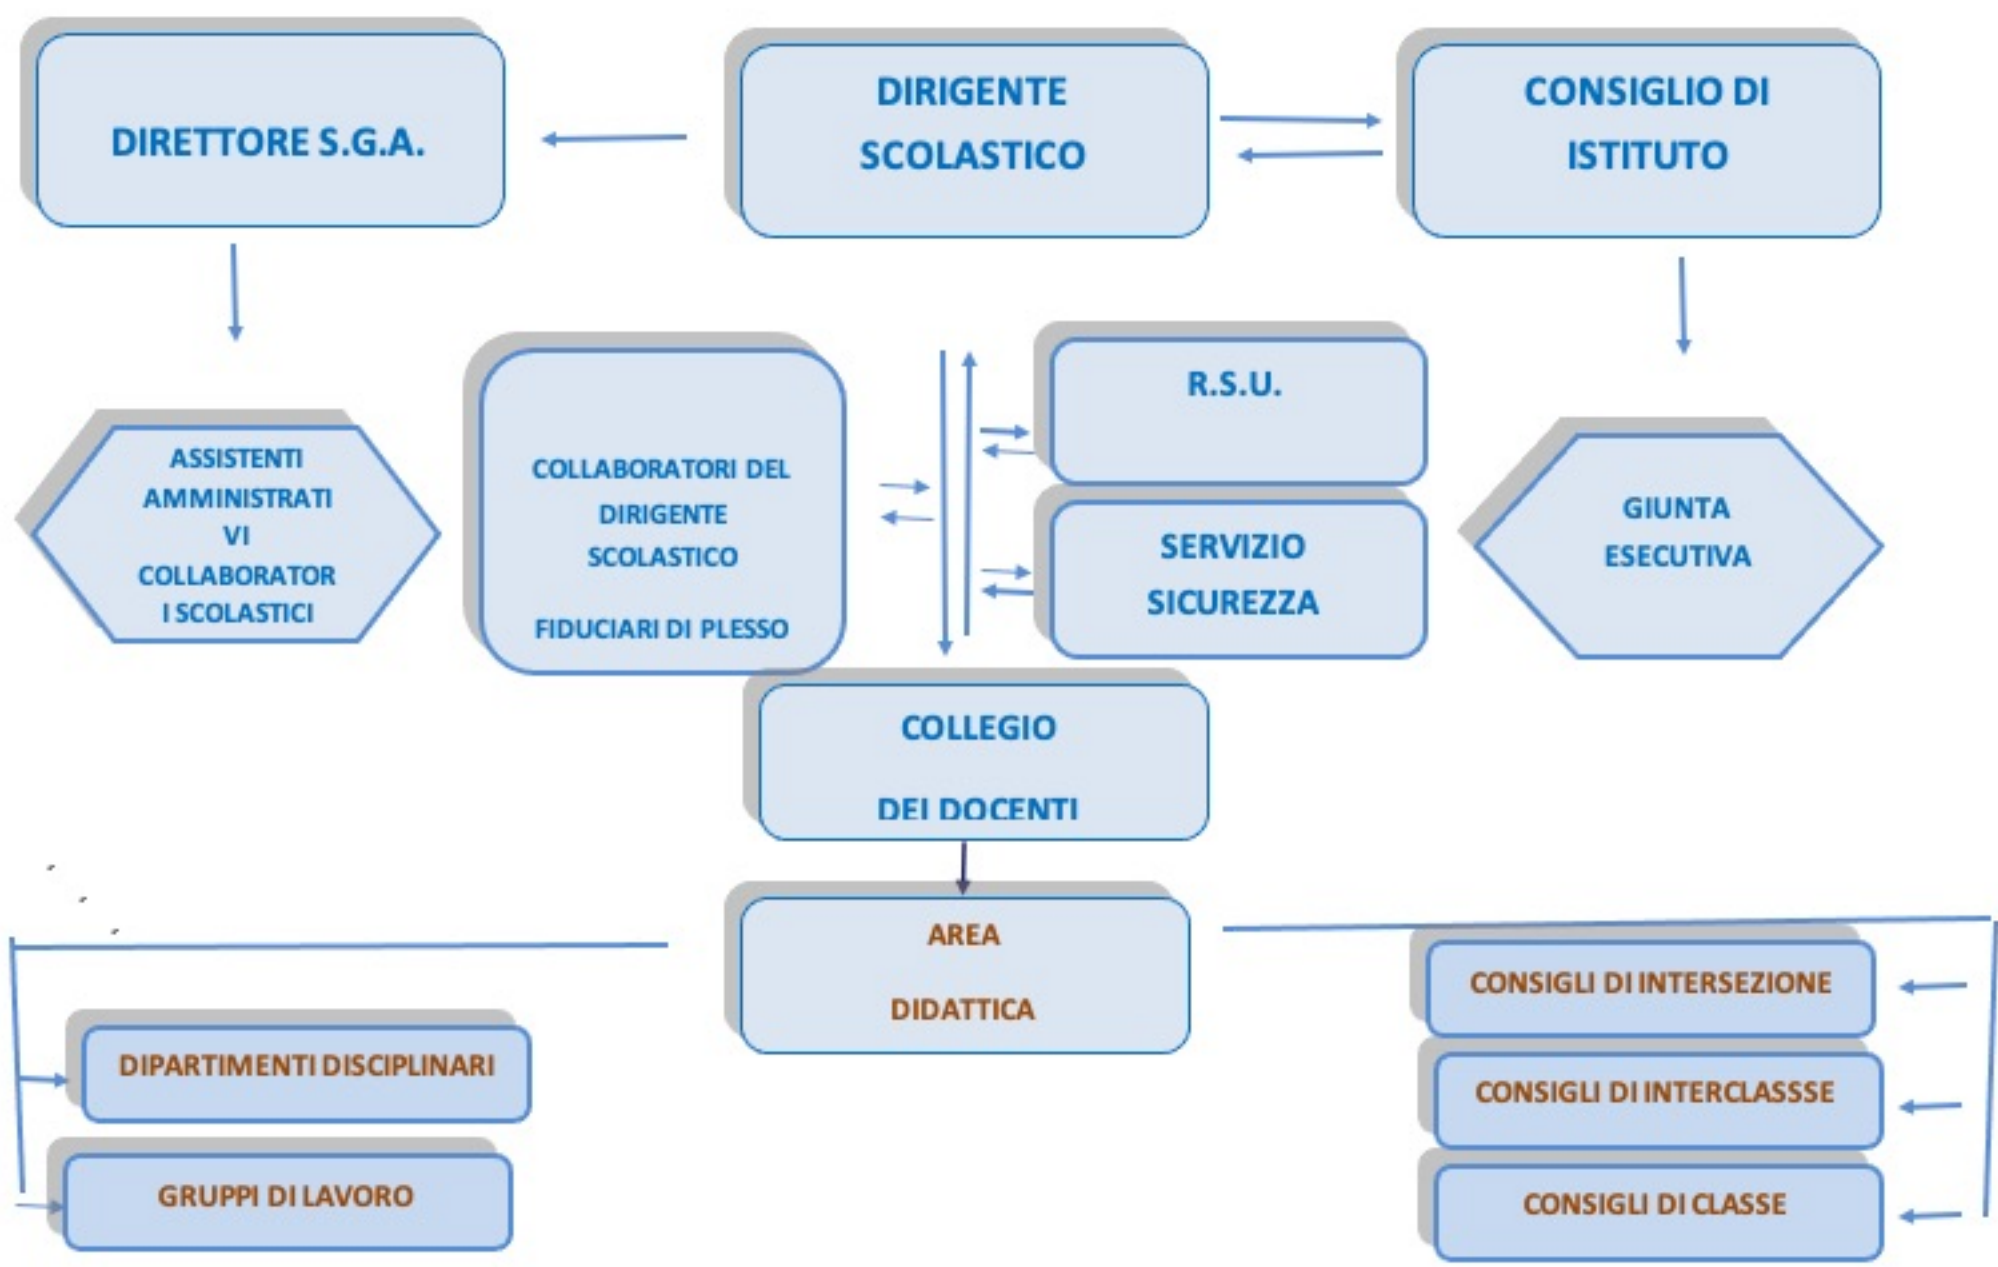 DIRETTORE S.G.A.
DIRIGENTE
SCOLASTICO
CONSIGLIO DI
ISTITUTO
ASSISTENTI
AMMINISTRATI
VI
COLLABORATOR
I SCOLASTICI
COLLABORATORI DEL
DIRIGENTE
SCOLASTICO
FIDUCIARI DI PLESSO
R.S.U.
SERVIZIO
SICUREZZA
GIUNTA
ESECUTIVA
COLLEGIO
DEI DOCENTI
AREA
DIDATTICA
DIPARTIMENTI DISCIPLINARI
GRUPPI DI LAVORO
CONSIGLI DI INTERSEZIONE
CONSIGLI DI INTERCLASSSE
CONSIGLI DI CLASSE